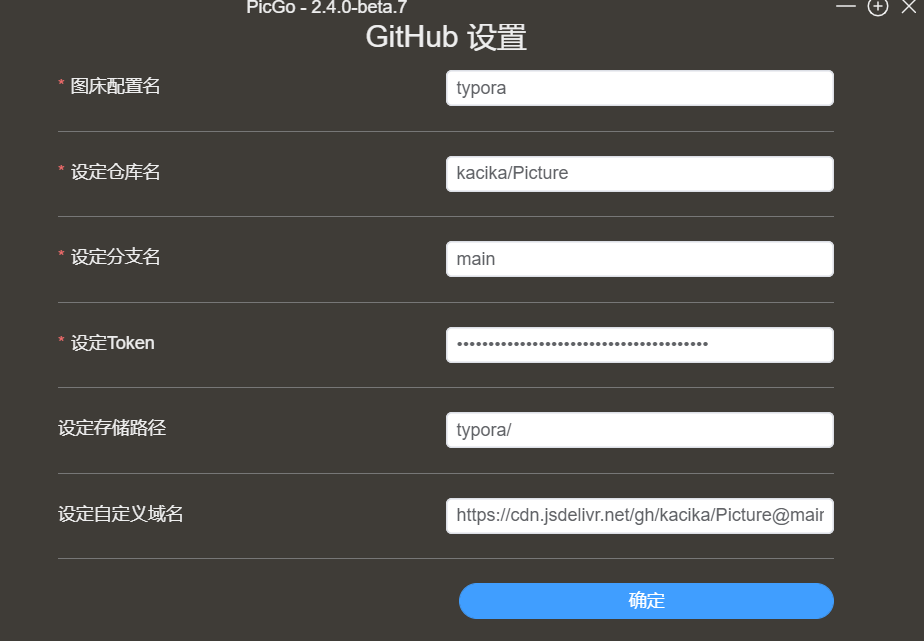 PicGo - 2.4.0-beta.7
GitHub 设置
* 图床配置名
typora
* 设定仓库名
kacika/Picture
* 设定分支名
main
* 设定Token
••••••••••••••••••••••••••••••••••••••••
设定存储路径
typora/
设定自定义域名
https://cdn.jsdelivr.net/gh/kacika/Picture@main
确定